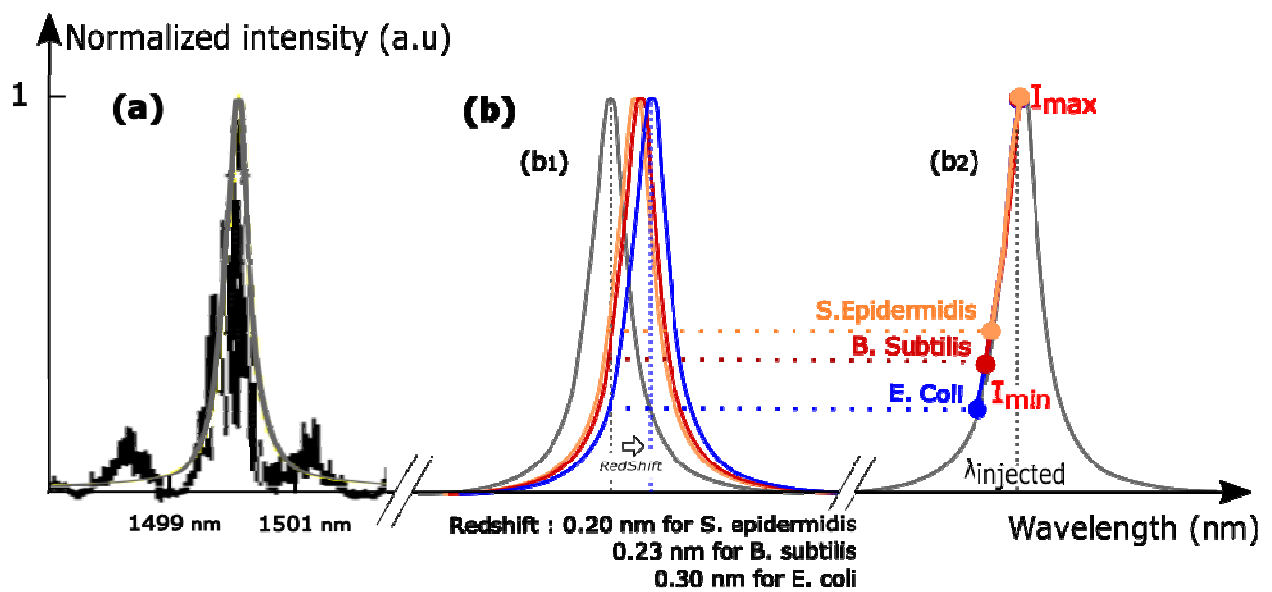 Normalized intensity (a.u)
1
(a)
(b)
(b1)
(b2)
Imax
S.Epidermidis
B. Subtilis
E. Coli
Imin
RedShift
λinjected
1499 nm
1501 nm
Redshift : 0.20 nm for S. epidermidis
0.23 nm for B. subtilis
0.30 nm for E. coli
Wavelength (nm)